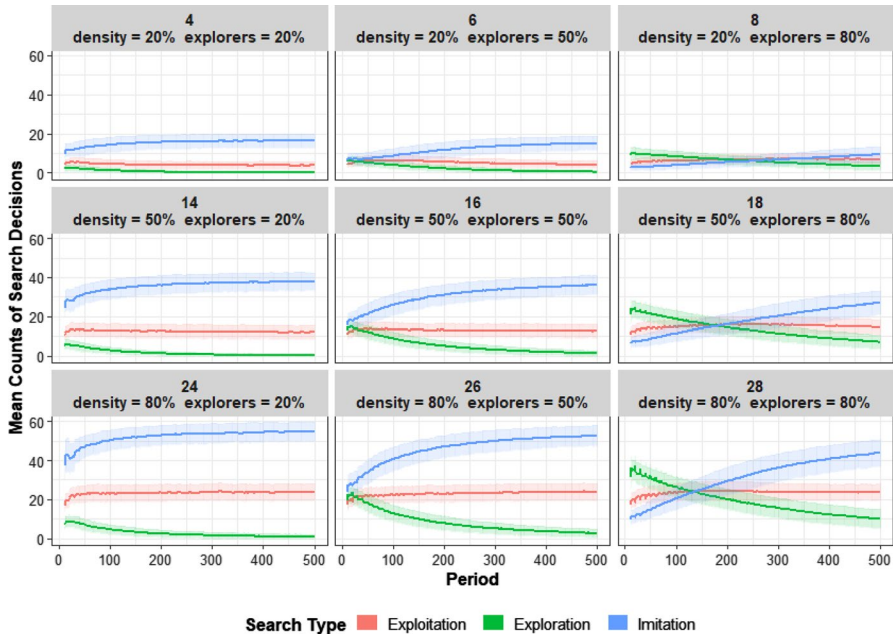 4
density = 20% explorers = 20%
6
density = 20% explorers = 50%
8
density = 20% explorers = 80%
60
40
20
0
14
density = 50% explorers = 20%
16
density = 50% explorers = 50%
18
density = 50% explorers = 80%
60
40
20
0
24
density = 80% explorers = 20%
26
density = 80% explorers = 50%
28
density = 80% explorers = 80%
60
40
20
0
Mean Counts of Search Decisions
0 100 200 300 400 500
0 100 200 300 400 500
0 100 200 300 400 500
Period
Search Type Exploitation Exploration Imitation